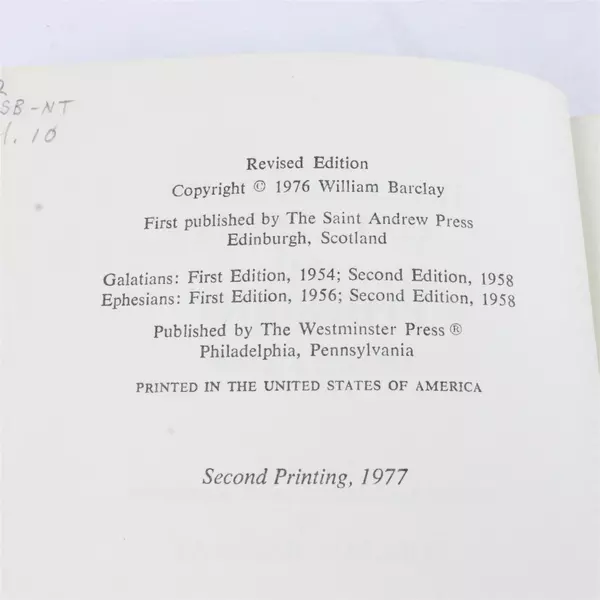 SB-NT
10
Revised Edition
Copyright © 1976 William Barclay
First published by The Saint Andrew Press
Edinburgh, Scotland
Galatians: First Edition, 1954; Second Edition, 1958
Ephesians: First Edition, 1956; Second Edition, 1958
Published by The Westminster Press ®
Philadelphia, Pennsylvania
PRINTED IN THE UNITED STATES OF AMERICA
Second Printing, 1977